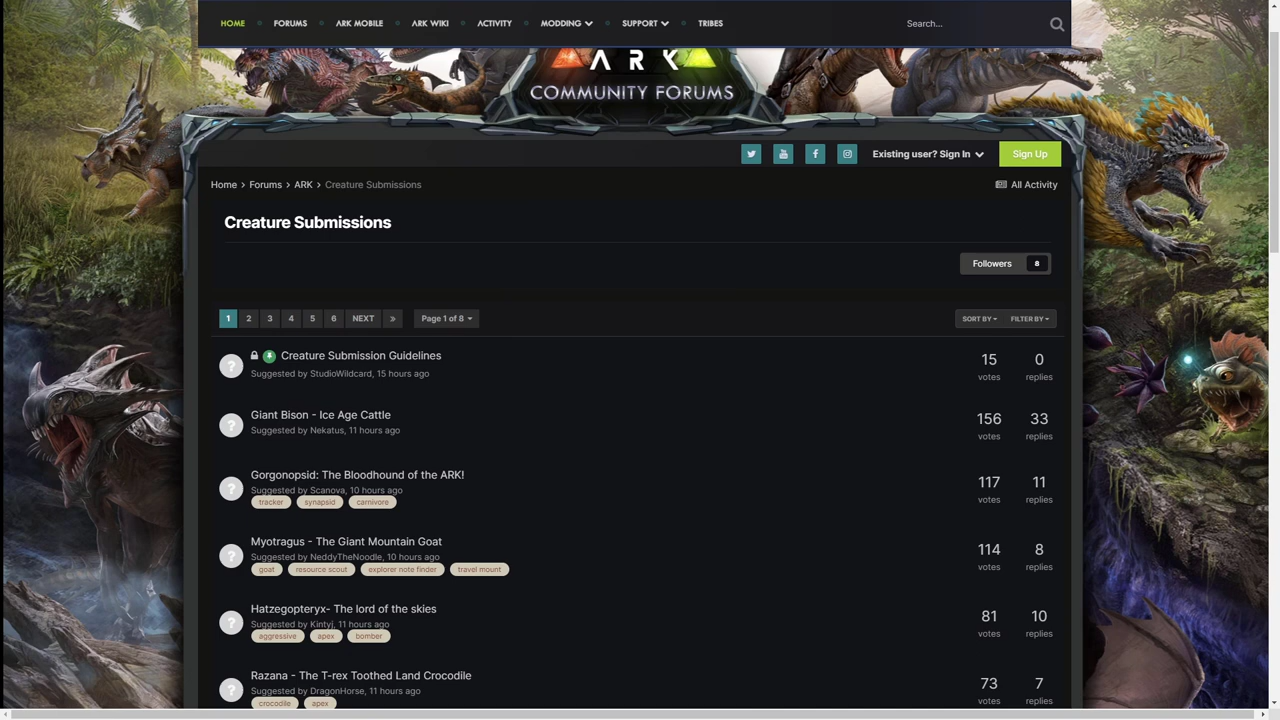 HOME FORUMS ARK MOBILE ARK WIKI ACTIVITY MODDING SUPPORT TRIBES Search...
ARK
COMMUNITY FORUMS
Existing user? Sign In Sign Up
Home > Forums > ARK > Creature Submissions All Activity
Creature Submissions
Followers 8
1 2 3 4 5 6 NEXT » Page 1 of 8 SORT BY FILTER BY
Creature Submission Guidelines 15 0
Suggested by StudioWildcard, 15 hours ago votes replies
Giant Bison - Ice Age Cattle 156 33
Suggested by Nekatus, 11 hours ago votes replies
Gorgonopsid: The Bloodhound of the ARK! 117 11
Suggested by Scanova, 10 hours ago votes replies
tracker synapsid carnivore
Myotragus - The Giant Mountain Goat 114 8
Suggested by NeddyTheNoodle, 10 hours ago votes replies
goat resource scout explorer note finder travel mount
Hatzegopteryx- The lord of the skies 81 10
Suggested by Kintyj, 11 hours ago votes replies
aggressive apex bomber
Razana - The T-rex Toothed Land Crocodile 73 7
Suggested by DragonHorse, 11 hours ago votes replies
crocodile apex